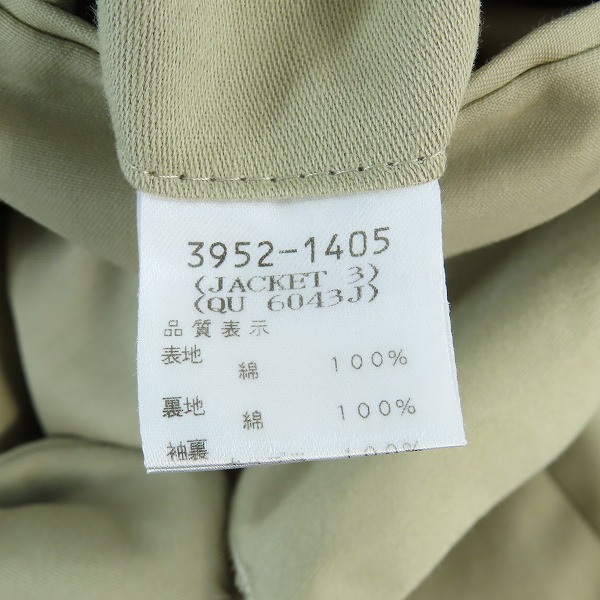 3952-1405
(JACKET 3)
(QU 6043J)
品質表示
表地 綿 100%
裏地 綿 100%
袖裏 100%